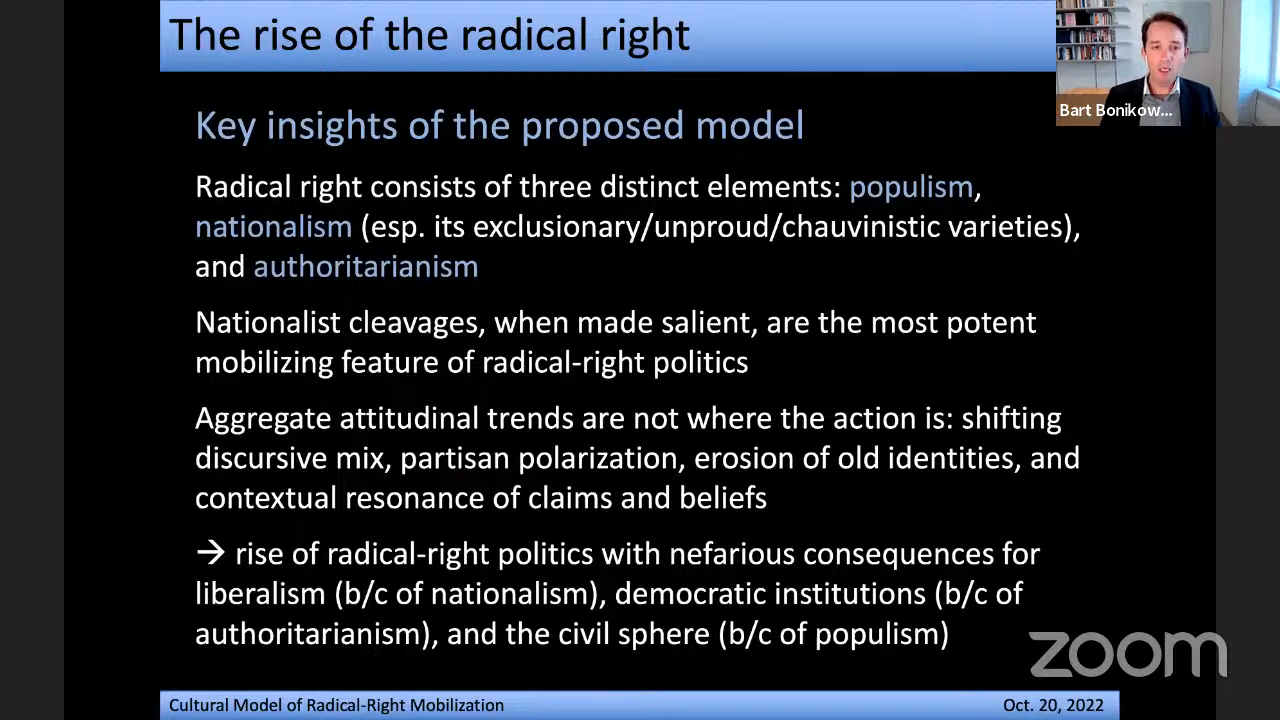 The rise of the radical right
Bart Bonikow...
Key insights of the proposed model
Radical right consists of three distinct elements: populism,
nationalism (esp. its exclusionary/unproud/chauvinistic varieties),
and authoritarianism
Nationalist cleavages, when made salient, are the most potent
mobilizing feature of radical-right politics
Aggregate attitudinal trends are not where the action is: shifting
discursive mix, partisan polarization, erosion of old identities, and
contextual resonance of claims and beliefs
→ rise of radical-right politics with nefarious consequences for
liberalism (b/c of nationalism), democratic institutions (b/c of
authoritarianism), and the civil sphere (b/c of populism)
zoom
Cultural Model of Radical-Right Mobilization
Oct. 20, 2022